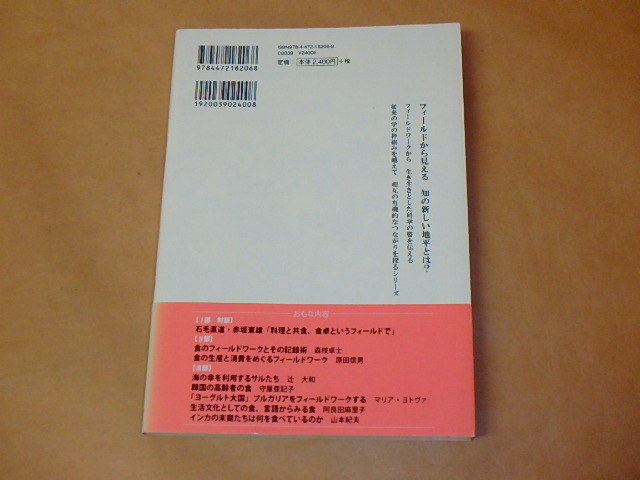 ISBN978-4-472-18206-8
C0039 ¥2400E
定価： 本体2,400円 ＋税
9784472182068
1920039024008
フィールドから見える 知の新しい地平とは？
フィールドワークから 生き生きとした科学の姿を伝える
従来の学の枠組みを越えて 相互の有機的なつながりを探るシリーズ
おもな内容
【1部 対談】
石毛直道・赤坂憲雄「料理と共食、食卓というフィールドで」
【2部】
食のフィールドワークとその記録術 森枝卓士
食の生産と消費をめぐるフィールドワーク 原田信男
海の幸を利用するサルたち 辻 大和
韓国の高齢者の食 守屋亜記子
「ヨーグルト大国」ブルガリアをフィールドワークする マリア・ヨトヴァ
生活文化としての食、言語からみる食 阿良田麻里子
インカの末裔たちは何を食べているのか 山本紀夫